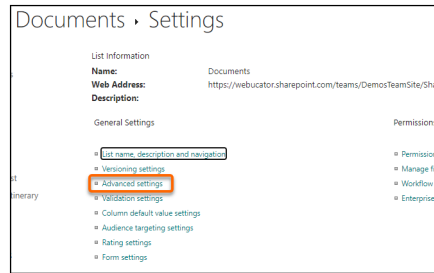 Documents › Settings
List Information
Name: Documents
Web Address: https://webucator.sharepoint.com/teams/DemosTeamSite/Sha
Description:
General Settings
Permission
List name, description and navigation
Versioning settings
Advanced settings
Validation settings
Column default value settings
Audience targeting settings
Rating settings
Form settings
Permission
Manage f
Workflow
Enterprise
st
tinerary